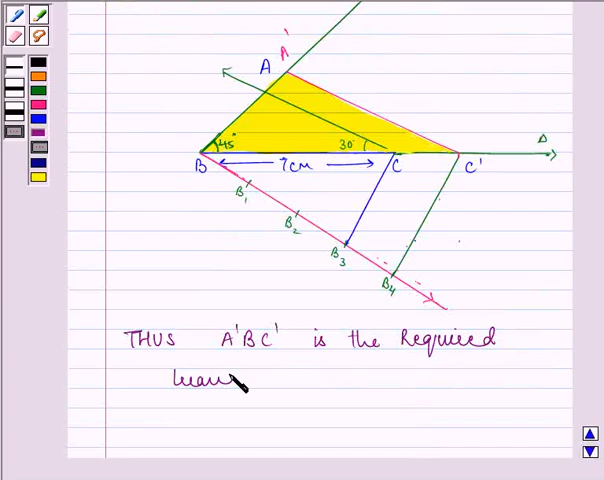 A'
A
45°
30°
B
7cm
C
C'
B1
B2
B3
B4
THUS A'BC' is the Required